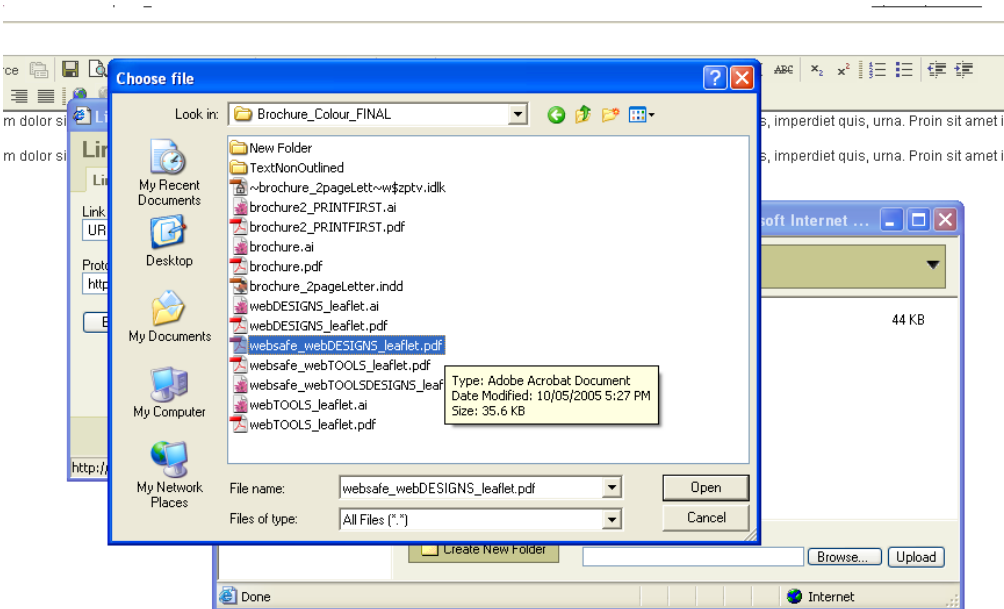 rce
ABC x₂ x²
Choose file
m dolor si
s, imperdiet quis, urna. Proin sit amet i
m dolor si
s, imperdiet quis, urna. Proin sit amet i
Look in:
Brochure_Colour_FINAL
My Recent Documents
Desktop
My Documents
My Computer
My Network Places
New Folder
TextNonOutlined
~brochure_2pageLett~w$zptv.idlk
brochure2_PRINTFIRST.ai
brochure2_PRINTFIRST.pdf
brochure.ai
brochure.pdf
brochure_2pageLetter.indd
webDESIGNS_leaflet.ai
webDESIGNS_leaflet.pdf
websafe_webDESIGNS_leaflet.pdf
websafe_webTOOLS_leaflet.pdf
websafe_webTOOLSDESIGNS_leaf
webTOOLS_leaflet.ai
webTOOLS_leaflet.pdf
Type: Adobe Acrobat Document
Date Modified: 10/05/2005 5:27 PM
Size: 35.6 KB
File name:
websafe_webDESIGNS_leaflet.pdf
Open
Files of type:
All Files (*.*)
Cancel
Li
Lir
Li
Link
UR
Proto
http
http://
soft Internet ...
44 KB
Create New Folder
Browse...
Upload
Done
Internet